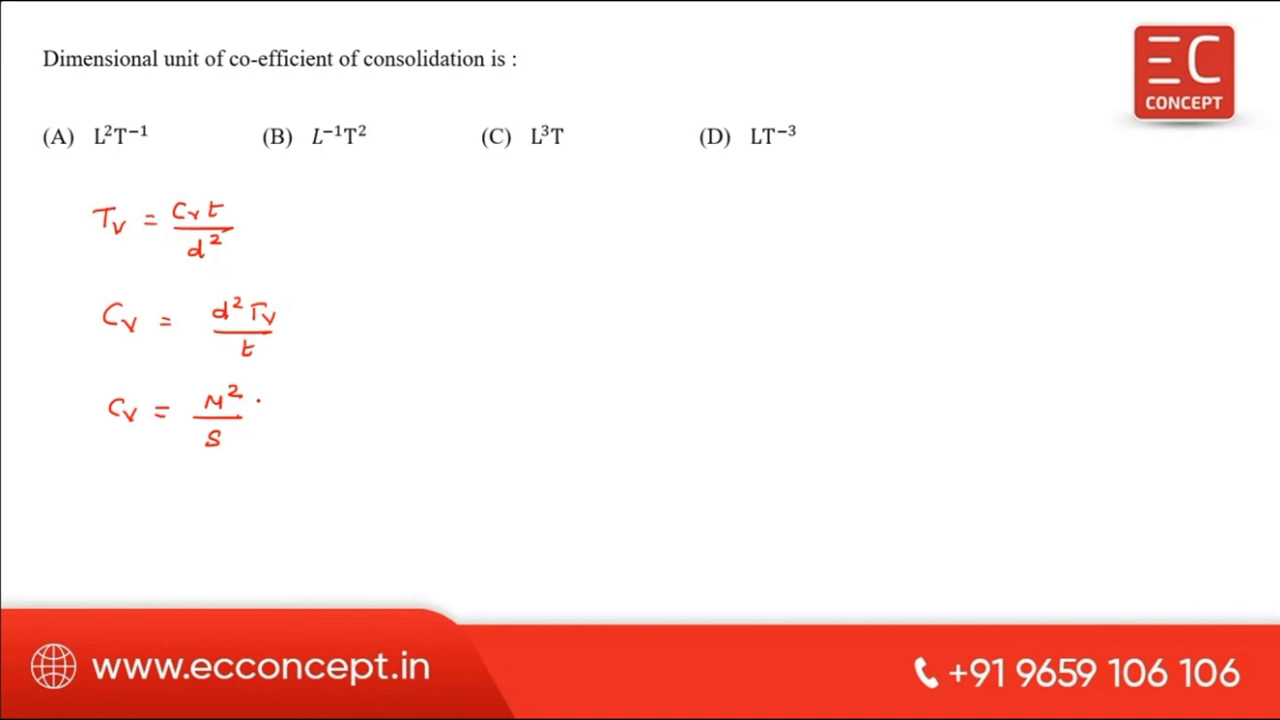 Dimensional unit of co-efficient of consolidation is :
(A) L²T⁻¹ (B) L⁻¹T² (C) L³T (D) LT⁻³
EC
CONCEPT
Tv = Cv t / d²
Cv = d² Tv / t
Cv = M² / S
www.ecconcept.in
+91 9659 106 106